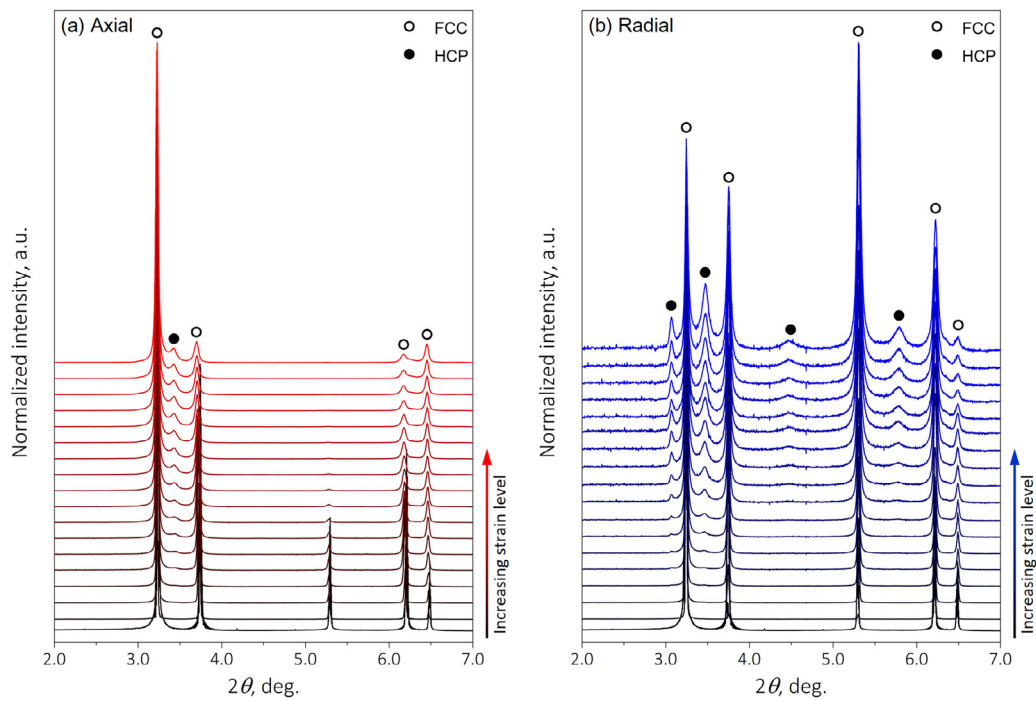 (a) Axial
FCC
HCP
Normalized intensity, a.u.
Increasing strain level
2.0 3.0 4.0 5.0 6.0 7.0
2θ, deg.
(b) Radial
FCC
HCP
Normalized intensity, a.u.
Increasing strain level
2.0 3.0 4.0 5.0 6.0 7.0
2θ, deg.